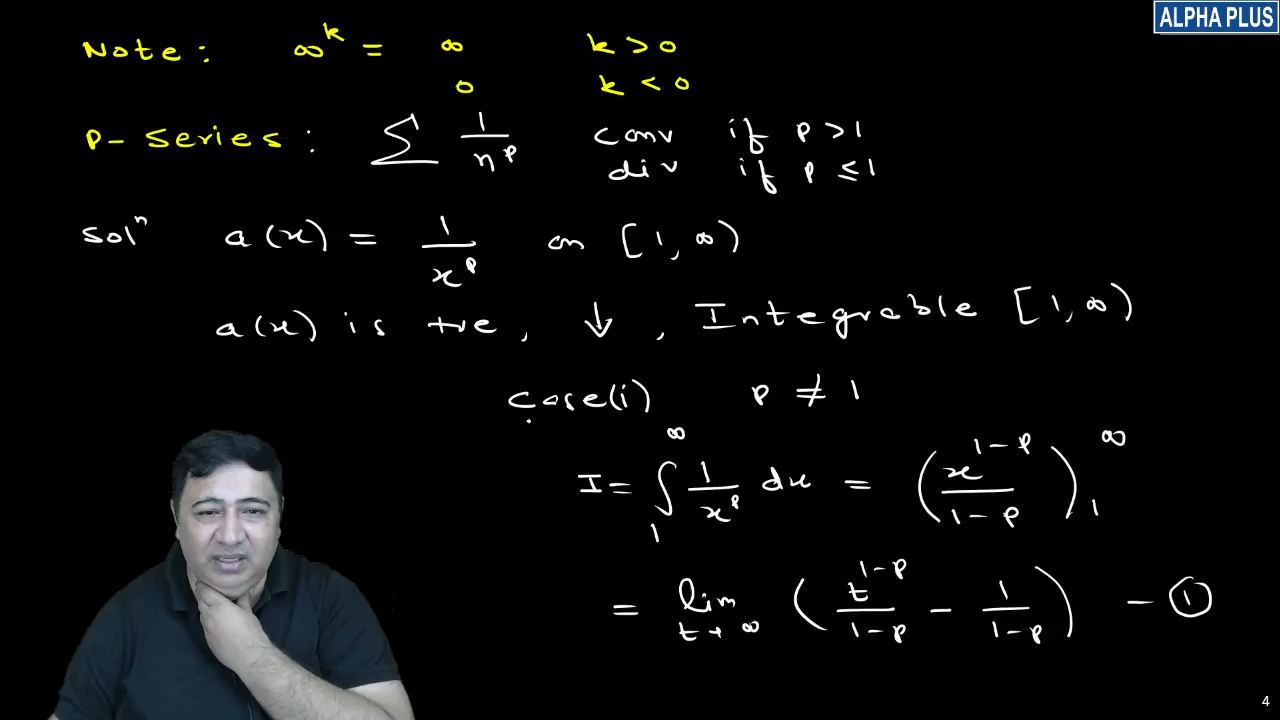 ALPHA PLUS
Note: ∞^k = ∞ k > 0
0 k < 0
P- Series: ∑ 1/n^p conv if p > 1
div if p ≤ 1
Sol^n a(x) = 1/x^p on [1, ∞)
a(x) is +ve, ↓, Integrable [1, ∞)
Case(i) p ≠ 1
I = ∫_1^∞ 1/x^p dx = (x^(1-p)/(1-p))_1^∞
= lim_(t→∞) (t^(1-p)/(1-p) - 1/(1-p)) - ①
4